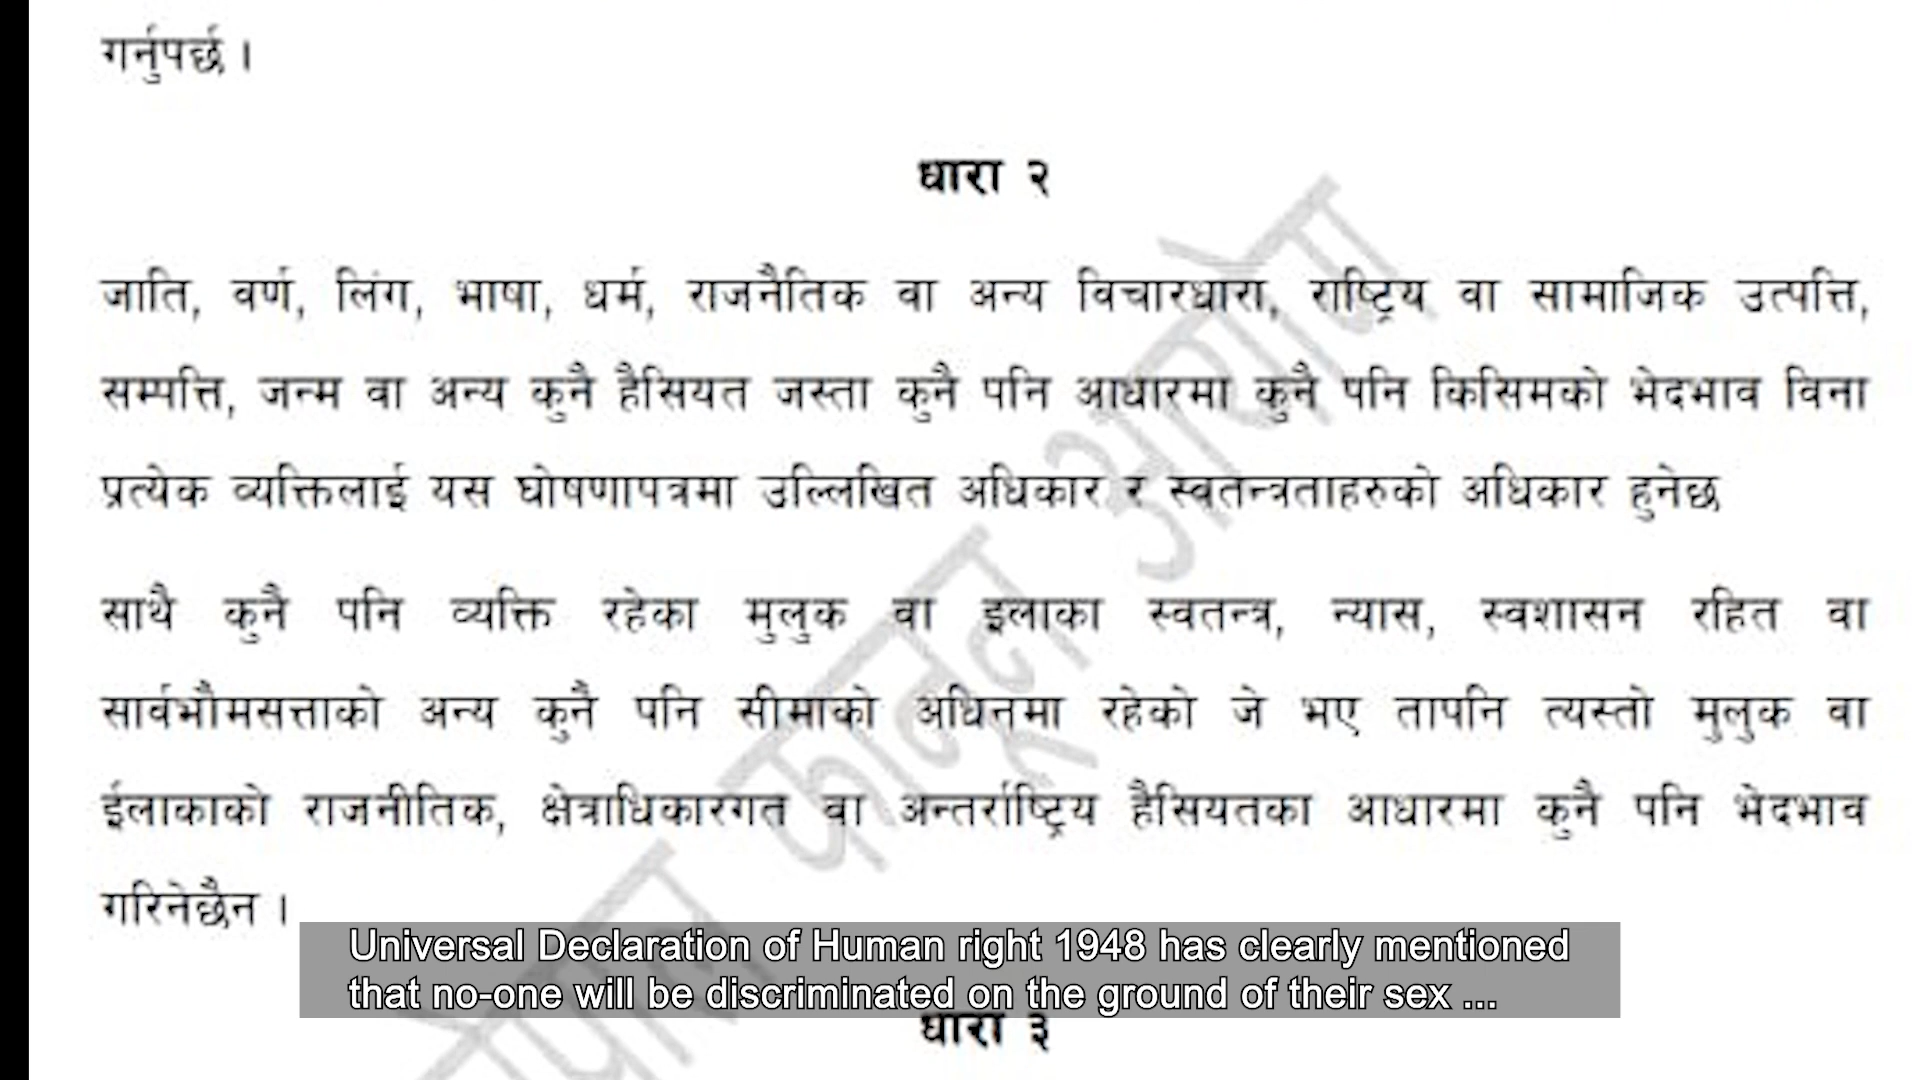 गर्नुपर्छ ।
धारा २
जाति, वर्ण, लिंग, भाषा, धर्म, राजनैतिक वा अन्य विचारधारा, राष्ट्रिय वा सामाजिक उत्पत्ति,
सम्पत्ति, जन्म वा अन्य कुनै हैसियत जस्ता कुनै पनि आधारमा कुनै पनि किसिमको भेदभाव विना
प्रत्येक व्यक्तिलाई यस घोषणापत्रमा उल्लिखित अधिकार र स्वतन्त्रताहरुको अधिकार हुनेछ
साथै कुनै पनि व्यक्ति रहेका मुलुक वा इलाका स्वतन्त्र, न्यास, स्वशासन रहित वा
सार्वभौमसत्ताको अन्य कुनै पनि सीमाको अधिनमा रहेको जे भए तापनि त्यस्तो मुलुक वा
ईलाकाको राजनीतिक, क्षेत्राधिकारगत वा अन्तर्राष्ट्रिय हैसियतका आधारमा कुनै पनि भेदभाव
गरिनेछैन ।
Universal Declaration of Human right 1948 has clearly mentioned
that no-one will be discriminated on the ground of their sex ...
धारा ३
नेपाल कानून आयोग